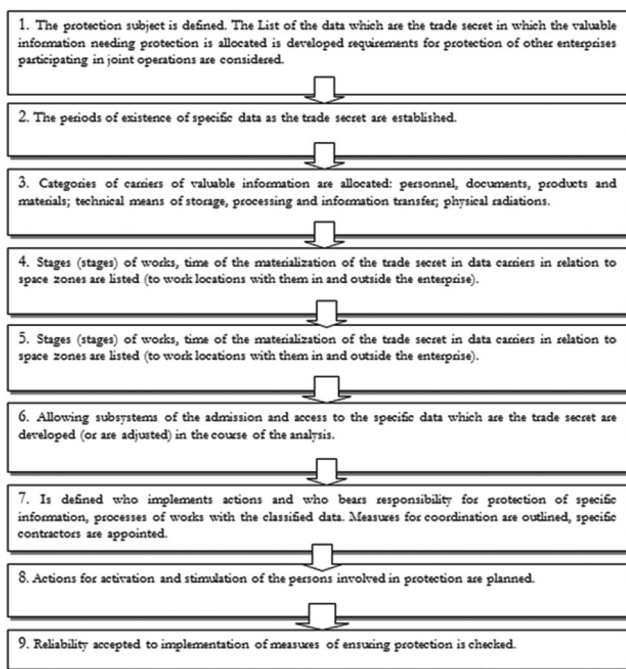 1. The protection subject is defined. The List of the data which are the trade secret in which the valuable
information needing protection is allocated is developed requirements for protection of other enterprises
participating in joint operations are considered.
2. The periods of existence of specific data as the trade secret are established.
3. Categories of carriers of valuable information are allocated: personnel, documents, products and
materials; technical means of storage, processing and information transfer; physical radiations.
4. Stages (stages) of works, time of the materialization of the trade secret in data carriers in relation to
space zones are listed (to work locations with them in and outside the enterprise).
5. Stages (stages) of works, time of the materialization of the trade secret in data carriers in relation to
space zones are listed (to work locations with them in and outside the enterprise).
6. Allowing subsystems of the admission and access to the specific data which are the trade secret are
developed (or are adjusted) in the course of the analysis.
7. Is defined who implements actions and who bears responsibility for protection of specific
information, processes of works with the classified data. Measures for coordination are outlined, specific
contractors are appointed.
8. Actions for activation and stimulation of the persons involved in protection are planned.
9. Reliability accepted to implementation of measures of ensuring protection is checked.